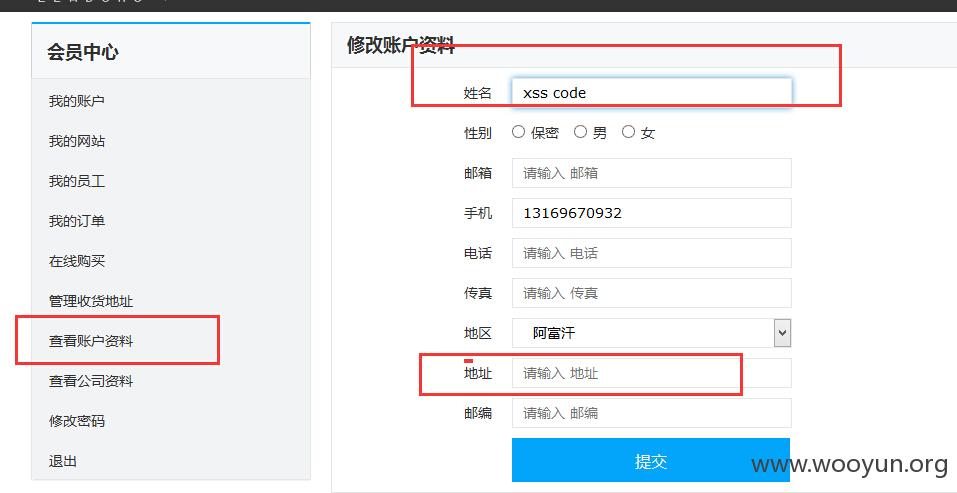 会员中心
我的账户
我的网站
我的员工
我的订单
在线购买
管理收货地址
查看账户资料
查看公司资料
修改密码
退出
修改账户资料
姓名 xss code
性别 保密 男 女
邮箱 请输入 邮箱
手机 13169670932
电话 请输入 电话
传真 请输入 传真
地区 阿富汗
地址 请输入 地址
邮编 请输入 邮编
提交
www.wooyun.org